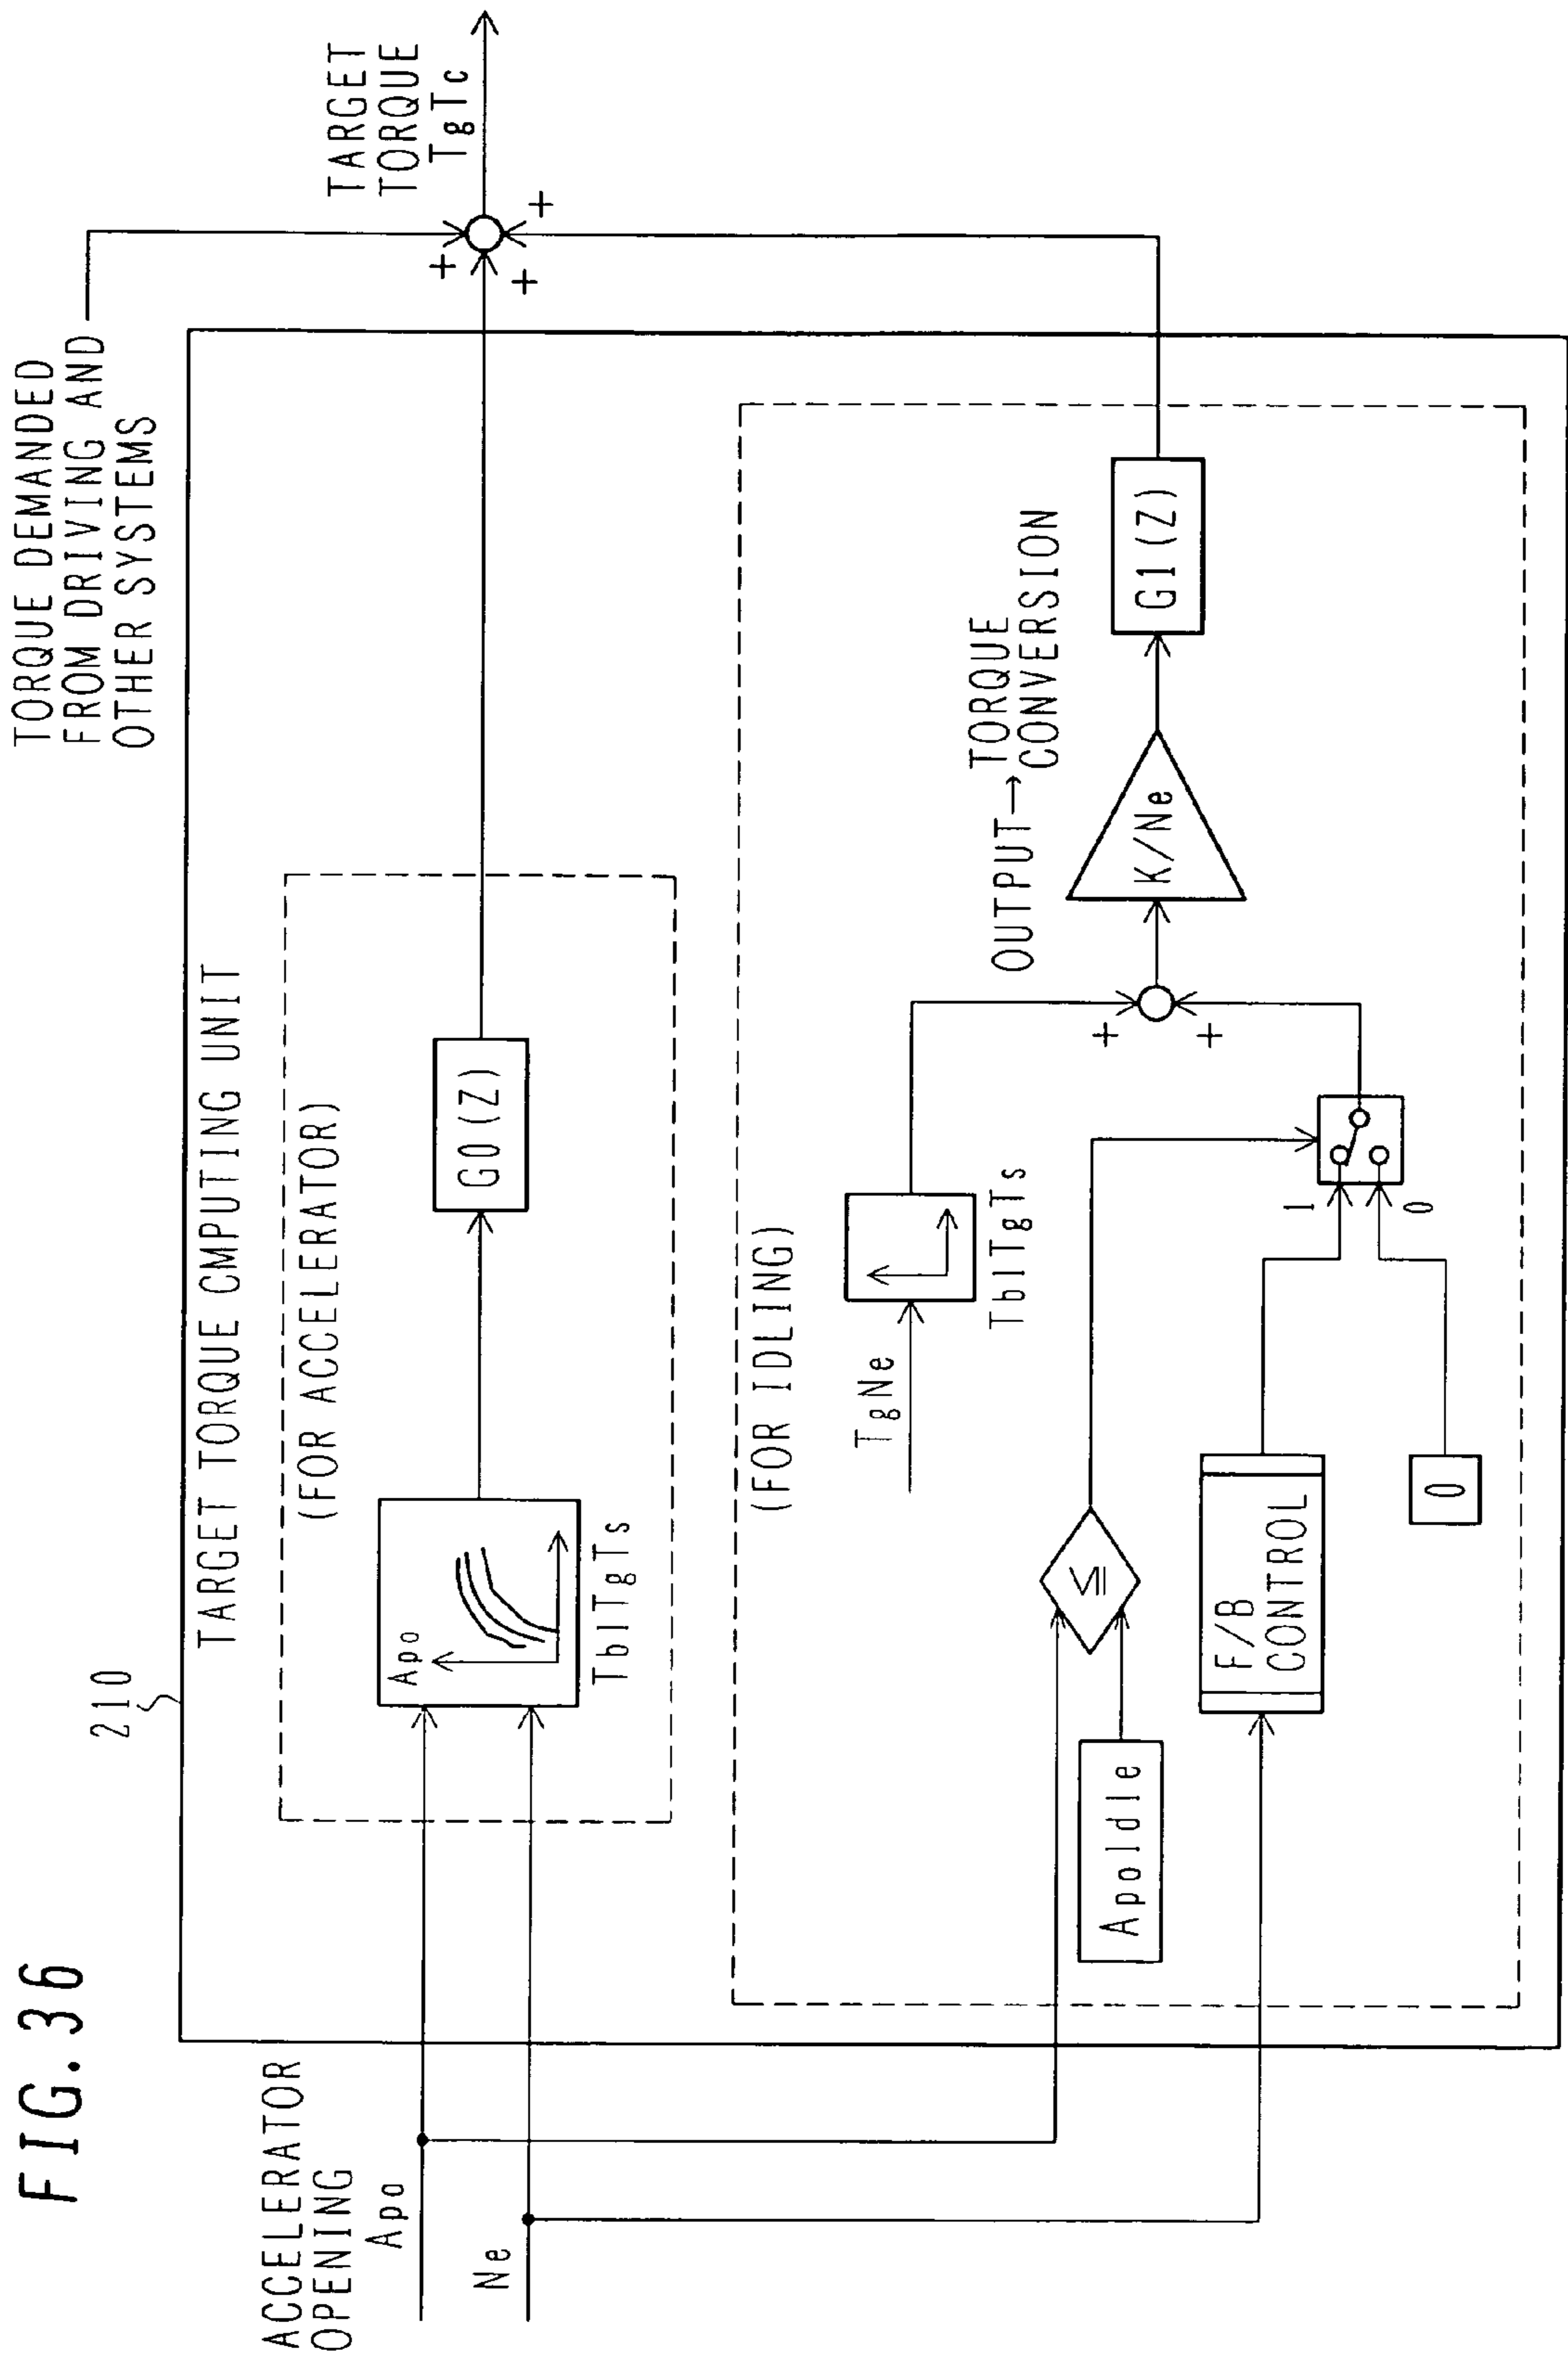 FIG. 36
210
TORQUE DEMANDED
FROM DRIVING AND
OTHER SYSTEMS
TARGET TORQUE CMPUTING UNIT
TARGET
TORQUE
TgTc
+
+
+
(FOR ACCELERATOR)
ACCELERATOR
OPENING
Apo
Ne
Apo
TblTgTs
G0(Z)
(FOR IDLING)
TgNe
TblTgTs
OUTPUT→TORQUE
CONVERSION
≦
ApoIdle
F/B
CONTROL
0
1
0
+
+
K/Ne
G1(Z)